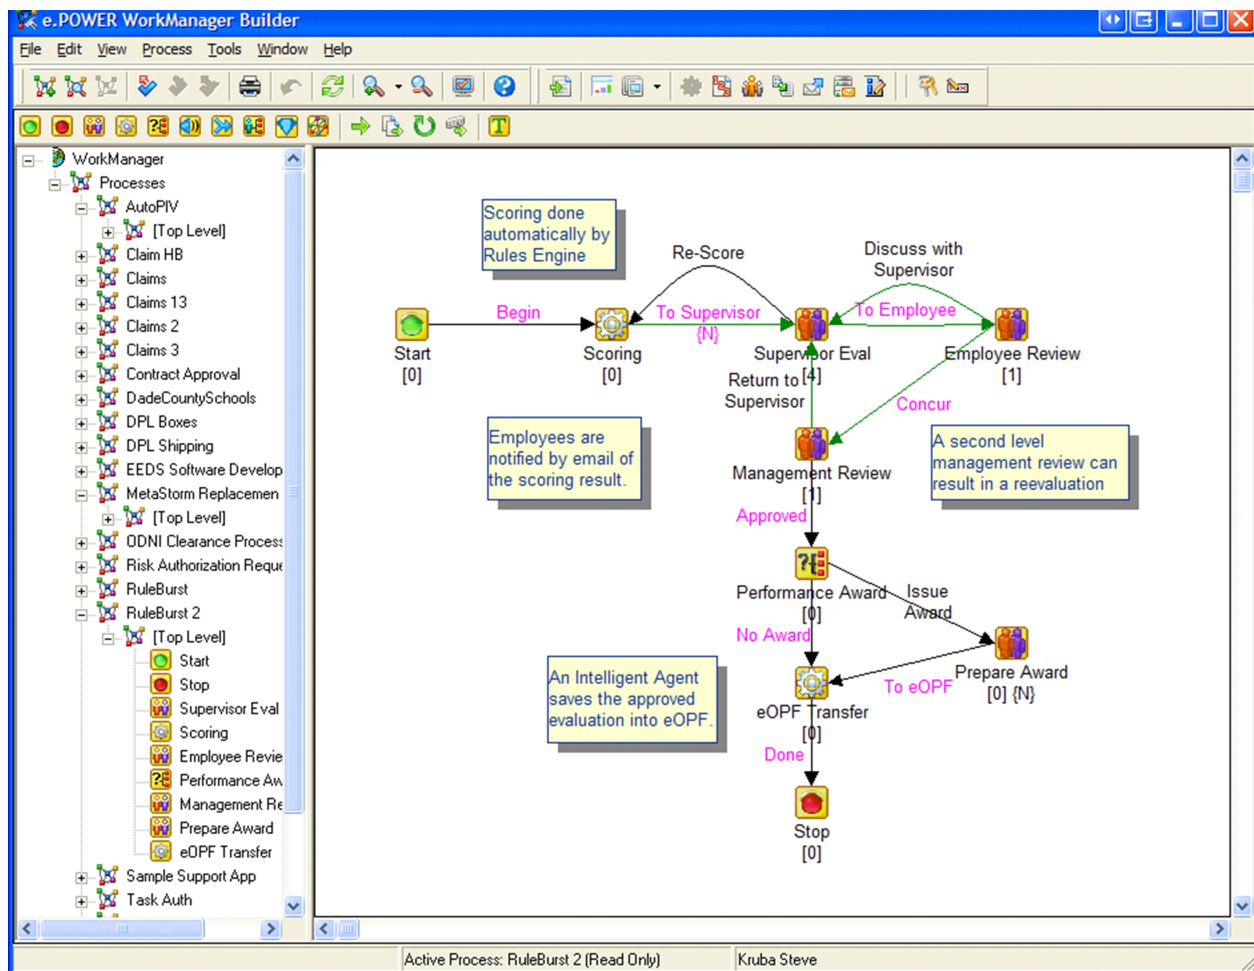 e.POWER WorkManager Builder
File Edit View Process Tools Window Help
WorkManager
Processes
AutoPIV
[Top Level]
Claim HB
Claims
Claims 13
Claims 2
Claims 3
Contract Approval
DadeCountySchools
DPL Boxes
DPL Shipping
EEDS Software Develop
MetaStorm Replacemen
[Top Level]
ODNI Clearance Process
Risk Authorization Reque
RuleBurst
RuleBurst 2
[Top Level]
Start
Stop
Supervisor Eval
Scoring
Employee Revie
Performance Aw
Management Re
Prepare Award
eOPF Transfer
Sample Support App
Task Auth
Scoring done
automatically by
Rules Engine
Re-Score
Discuss with
Supervisor
Begin
To Supervisor
{N}
To Employee
Start
[0]
Scoring
[0]
Supervisor Eval
[4]
Employee Review
[1]
Return to
Supervisor
Concur
Employees are
notified by email of
the scoring result.
A second level
management review can
result in a reevaluation
Management Review
[1]
Approved
Performance Award
[0]
Issue
Award
No Award
Prepare Award
[0] {N}
To eOPF
An Intelligent Agent
saves the approved
evaluation into eOPF.
eOPF Transfer
[0]
Done
Stop
[0]
Active Process: RuleBurst 2 (Read Only)
Kruba Steve